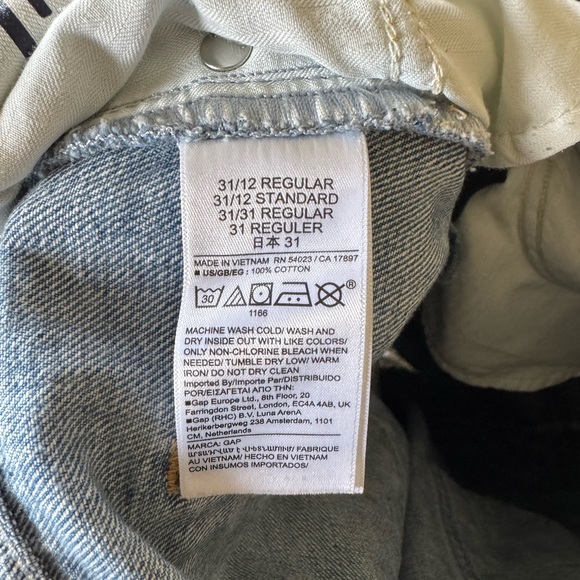 31/12 REGULAR
31/12 STANDARD
31/31 REGULAR
31 REGULER
日本 31
MADE IN VIETNAM RN 54023 / CA 17897
■ US/GB/EG : 100% COTTON
30
1166
MACHINE WASH COLD/ WASH AND
DRY INSIDE OUT WITH LIKE COLORS/
ONLY NON-CHLORINE BLEACH WHEN
NEEDED/ TUMBLE DRY LOW/ WARM
IRON/ DO NOT DRY CLEAN
Imported By/Importe Par/DISTRIBUIDO
POR/ΕΙΣΑΓΕΤΑΙ ΑΠΟ ΤΗΝ:
■Gap Europe Ltd., 8th Floor, 20
Farringdon Street, London, EC4A 4AB, UK
■Gap (RHC) B.V. Luna ArenA
Herikerbergweg 238 Amsterdam, 1101
CM, Netherlands
MARCA: GAP
FABRIQUE
AU VIETNAM/ HECHO EN VIETNAM
CON INSUMOS IMPORTADOS/